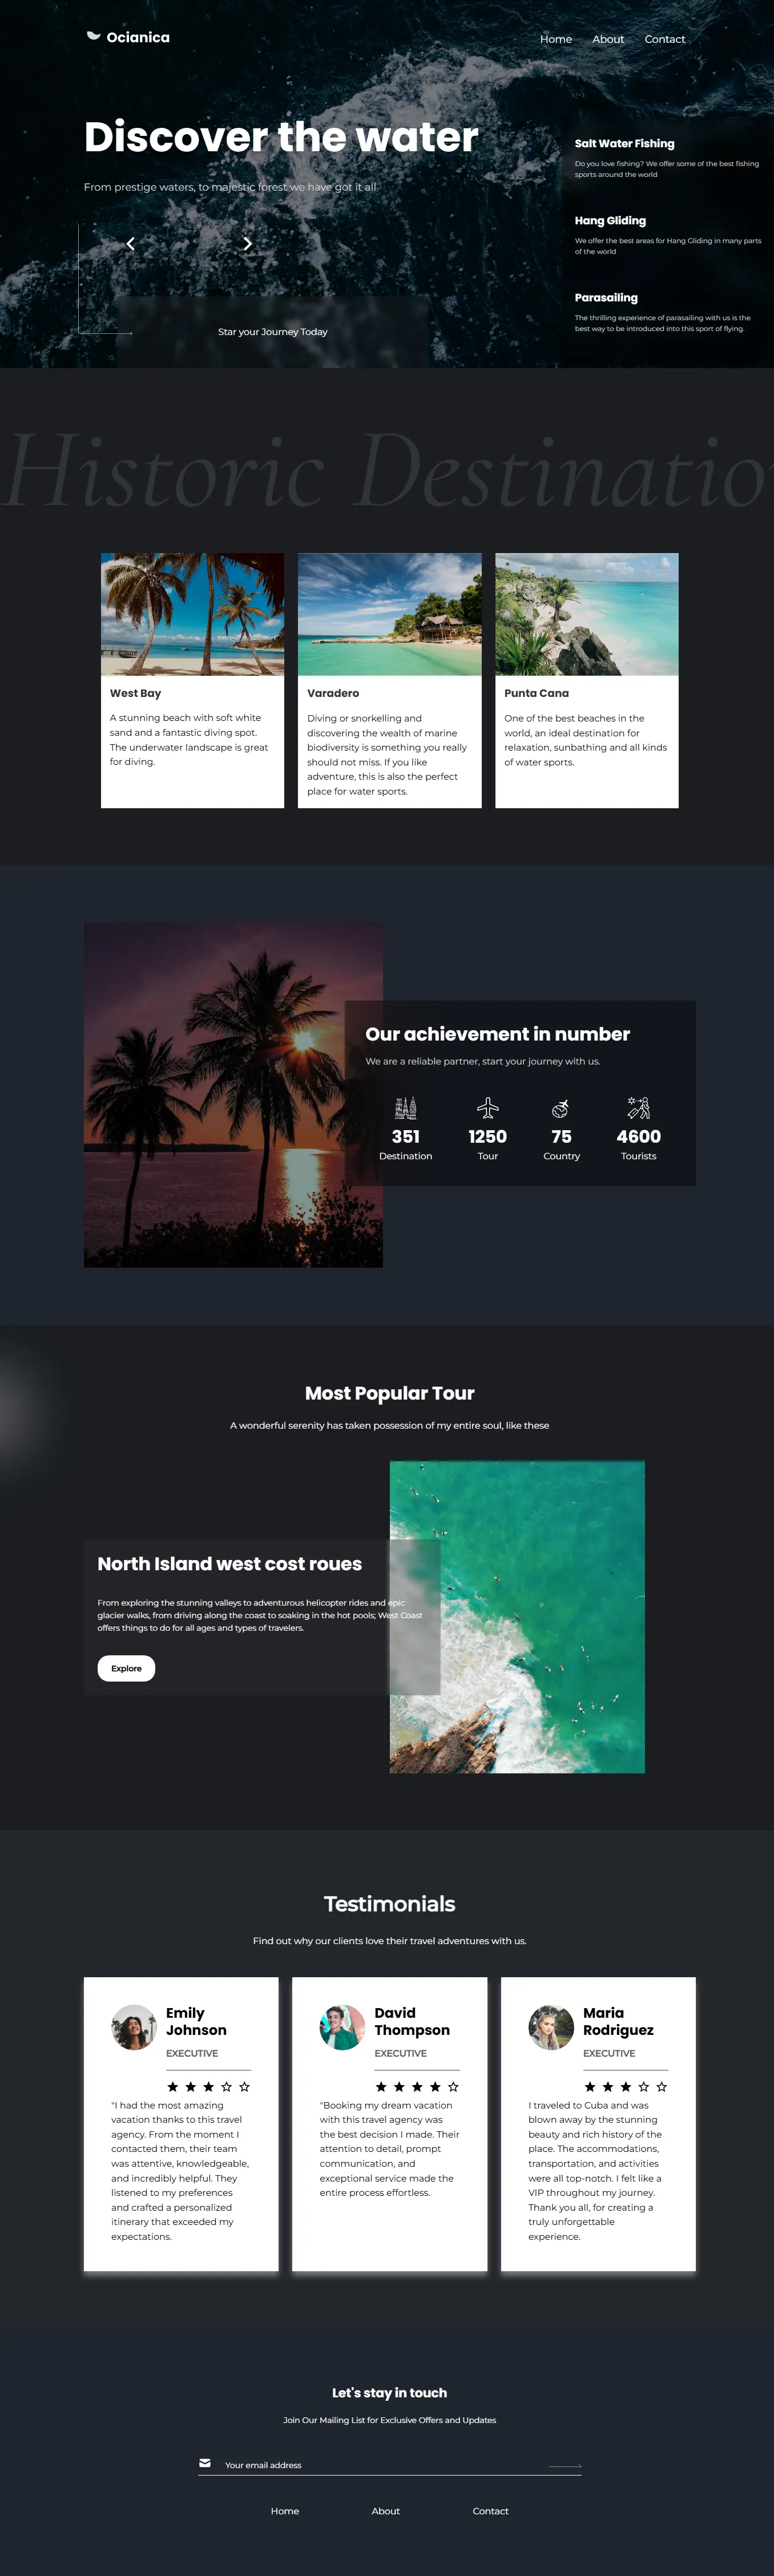 Ocianica
Home About Contact
Discover the water
From prestige waters, to majestic forest we have got it all
Star your Journey Today
Salt Water Fishing
Do you love fishing? We offer some of the best fishing
sports around the world
Hang Gliding
We offer the best areas for Hang Gliding in many parts
of the world
Parasailing
The thrilling experience of parasailing with us is the
best way to be introduced into this sport of flying.
Historic Destination
West Bay
A stunning beach with soft white
sand and a fantastic diving spot.
The underwater landscape is great
for diving.
Varadero
Diving or snorkelling and
discovering the wealth of marine
biodiversity is something you really
should not miss. If you like
adventure, this is also the perfect
place for water sports.
Punta Cana
One of the best beaches in the
world, an ideal destination for
relaxation, sunbathing and all kinds
of water sports.
Our achievement in number
We are a reliable partner, start your journey with us.
351 1250 75 4600
Destination Tour Country Tourists
Most Popular Tour
A wonderful serenity has taken possession of my entire soul, like these
North Island west cost roues
From exploring the stunning valleys to adventurous helicopter rides and epic
glacier walks, from driving along the coast to soaking in the hot pools; West Coast
offers things to do for all ages and types of travelers.
Explore
Testimonials
Find out why our clients love their travel adventures with us.
Emily
Johnson
EXECUTIVE
"I had the most amazing
vacation thanks to this travel
agency. From the moment I
contacted them, their team
was attentive, knowledgeable,
and incredibly helpful. They
listened to my preferences
and crafted a personalized
itinerary that exceeded my
expectations.
David
Thompson
EXECUTIVE
"Booking my dream vacation
with this travel agency was
the best decision I made. Their
attention to detail, prompt
communication, and
exceptional service made the
entire process effortless.
Maria
Rodriguez
EXECUTIVE
I traveled to Cuba and was
blown away by the stunning
beauty and rich history of the
place. The accommodations,
transportation, and activities
were all top-notch. I felt like a
VIP throughout my journey.
Thank you all, for creating a
truly unforgettable
experience.
Let's stay in touch
Join Our Mailing List for Exclusive Offers and Updates
Your email address
Home About Contact